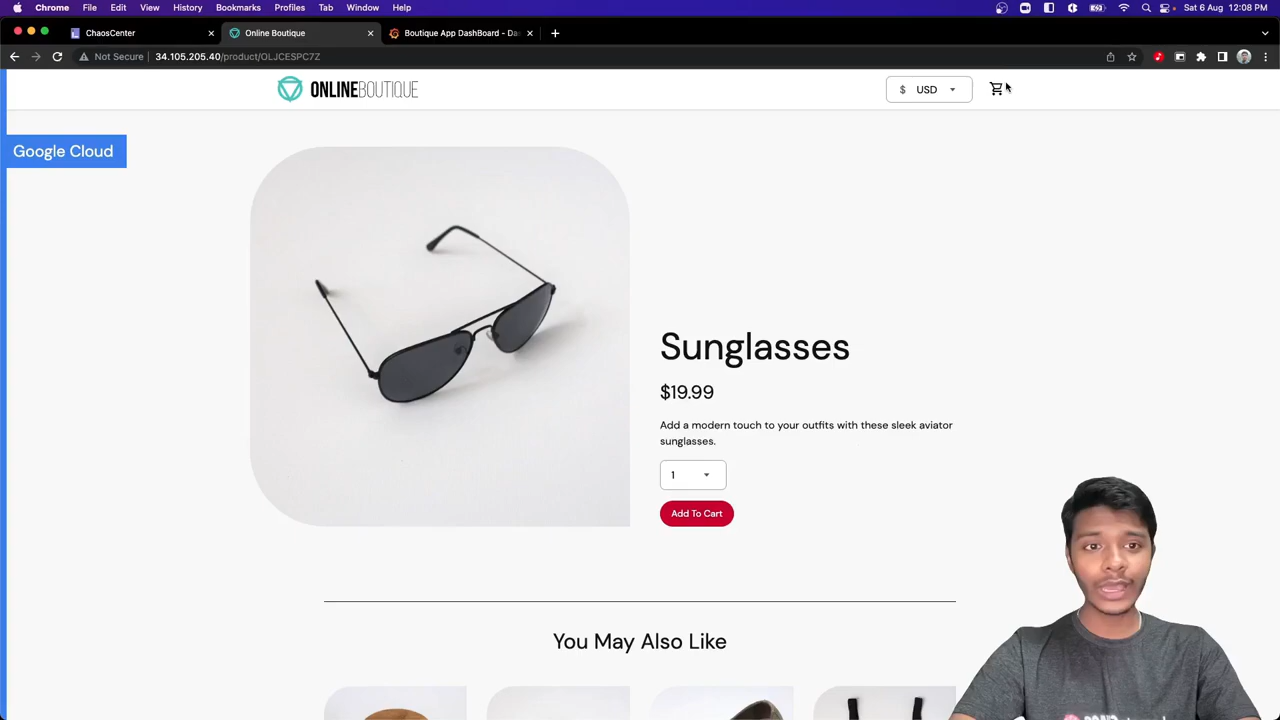 Chrome File Edit View History Bookmarks Profiles Tab Window Help Sat 6 Aug 12:08 PM
ChaosCenter Online Boutique Boutique App DashBoard - Das
Not Secure 34.105.205.40/product/OLJCESPC7Z
ONLINEBOUTIQUE $ USD
Google Cloud
Sunglasses
$19.99
Add a modern touch to your outfits with these sleek aviator
sunglasses.
1
Add To Cart
You May Also Like